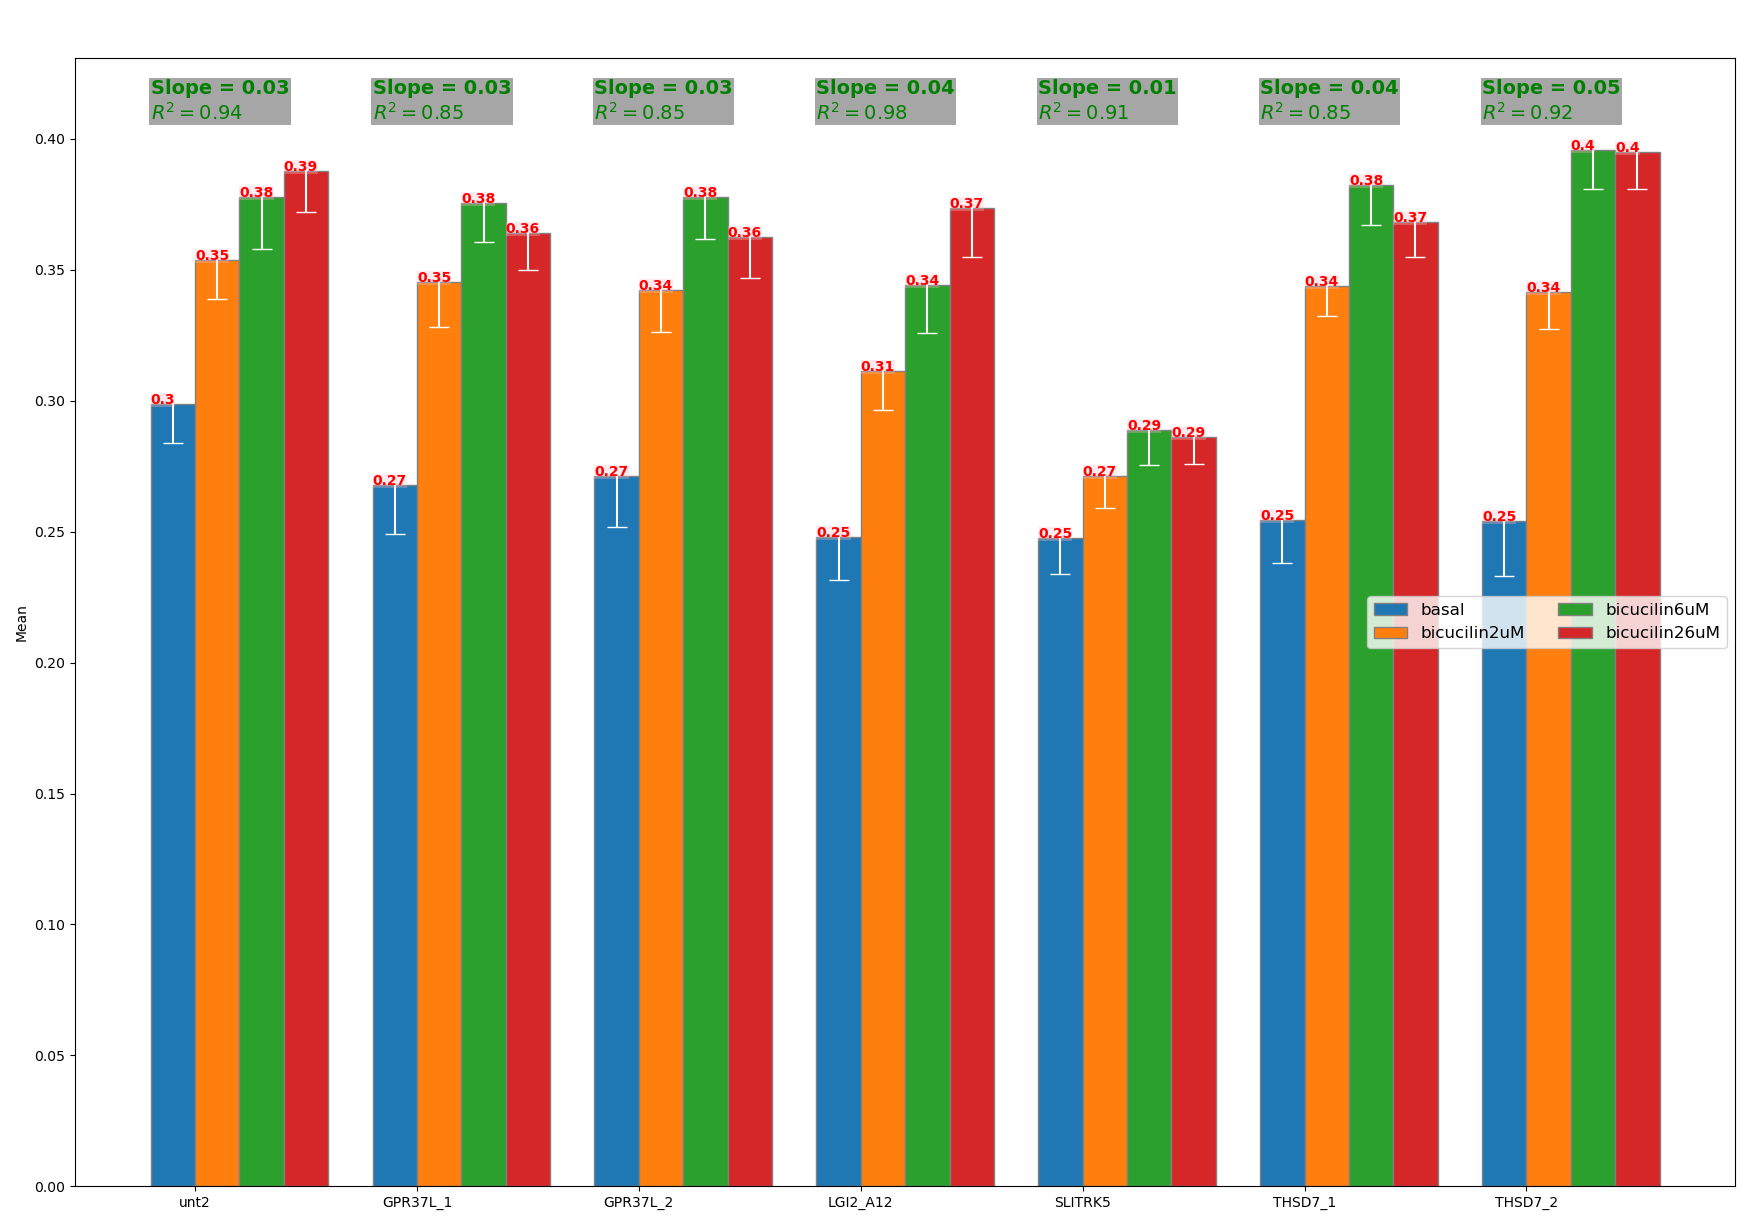 Slope = 0.03
R² = 0.94
Slope = 0.03
R² = 0.85
Slope = 0.03
R² = 0.85
Slope = 0.04
R² = 0.98
Slope = 0.01
R² = 0.91
Slope = 0.04
R² = 0.85
Slope = 0.05
R² = 0.92
0.40
0.35
0.30
0.25
0.20
0.15
0.10
0.05
0.00
Mean
0.3
0.35
0.38
0.39
0.27
0.35
0.38
0.36
0.27
0.34
0.38
0.36
0.25
0.31
0.34
0.37
0.25
0.27
0.29
0.29
0.25
0.34
0.38
0.37
0.25
0.34
0.4
0.4
basal
bicucilin2uM
bicucilin6uM
bicucilin26uM
unt2
GPR37L_1
GPR37L_2
LGI2_A12
SLITRK5
THSD7_1
THSD7_2